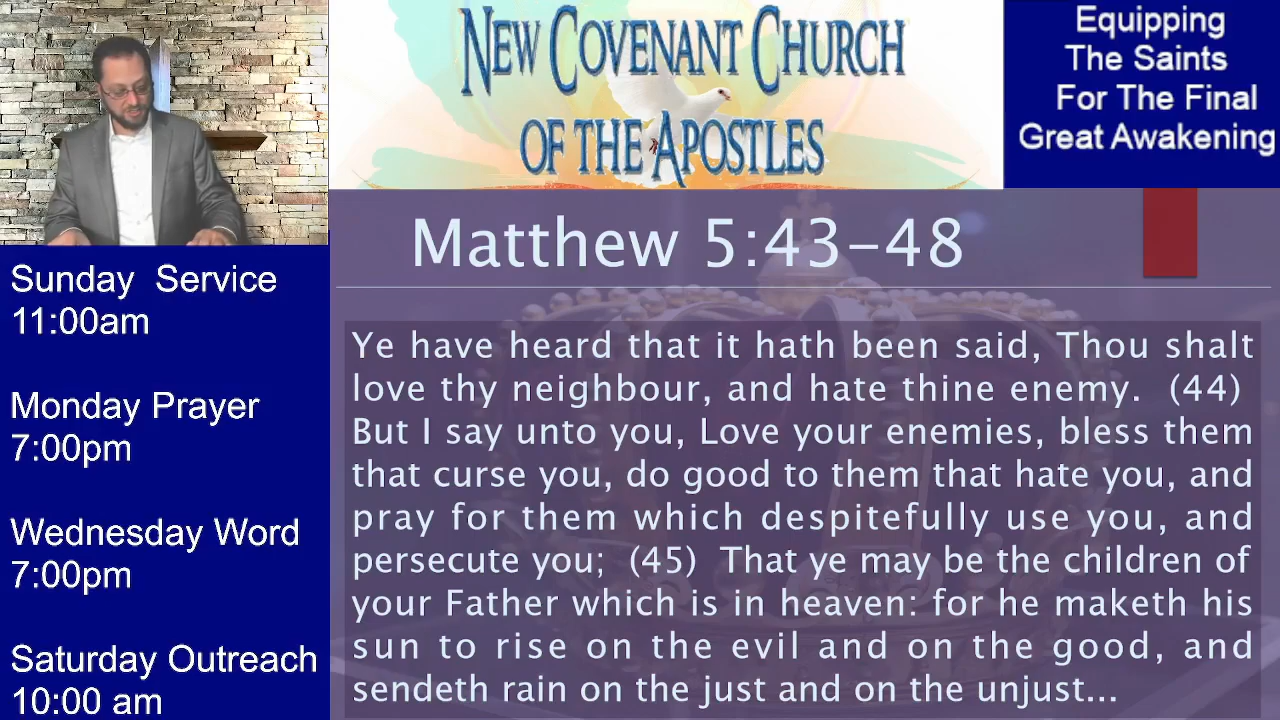 NEW COVENANT CHURCH
OF THE APOSTLES
Equipping
The Saints
For The Final
Great Awakening
Sunday Service
11:00am
Monday Prayer
7:00pm
Wednesday Word
7:00pm
Saturday Outreach
10:00 am
Matthew 5:43-48
Ye have heard that it hath been said, Thou shalt
love thy neighbour, and hate thine enemy. (44)
But I say unto you, Love your enemies, bless them
that curse you, do good to them that hate you, and
pray for them which despitefully use you, and
persecute you; (45) That ye may be the children of
your Father which is in heaven: for he maketh his
sun to rise on the evil and on the good, and
sendeth rain on the just and on the unjust...